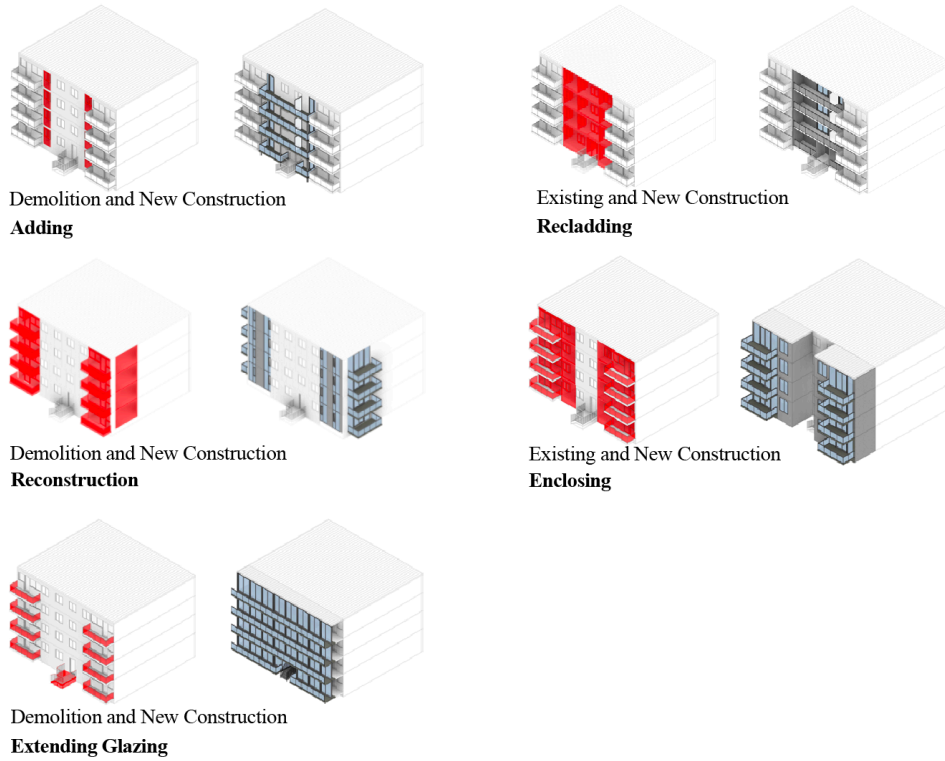 Demolition and New Construction
Adding
Existing and New Construction
Recladding
Demolition and New Construction
Reconstruction
Existing and New Construction
Enclosing
Demolition and New Construction
Extending Glazing